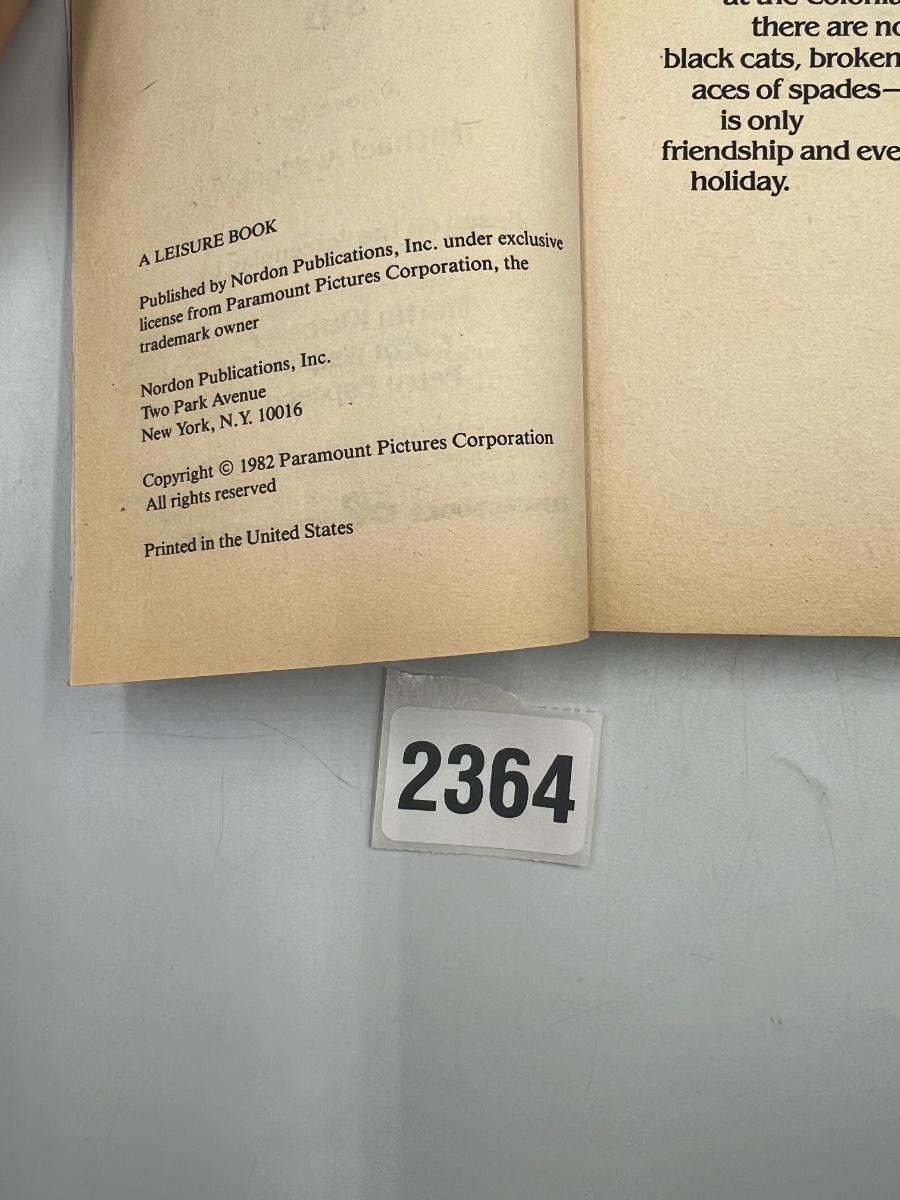 A LEISURE BOOK
Published by Nordon Publications, Inc. under exclusive
license from Paramount Pictures Corporation, the
trademark owner
Nordon Publications, Inc.
Two Park Avenue
New York, N.Y. 10016
Copyright © 1982 Paramount Pictures Corporation
All rights reserved
Printed in the United States
at the
there are
black cats, broken
aces of spades—
is only
friendship and
holiday.
2364